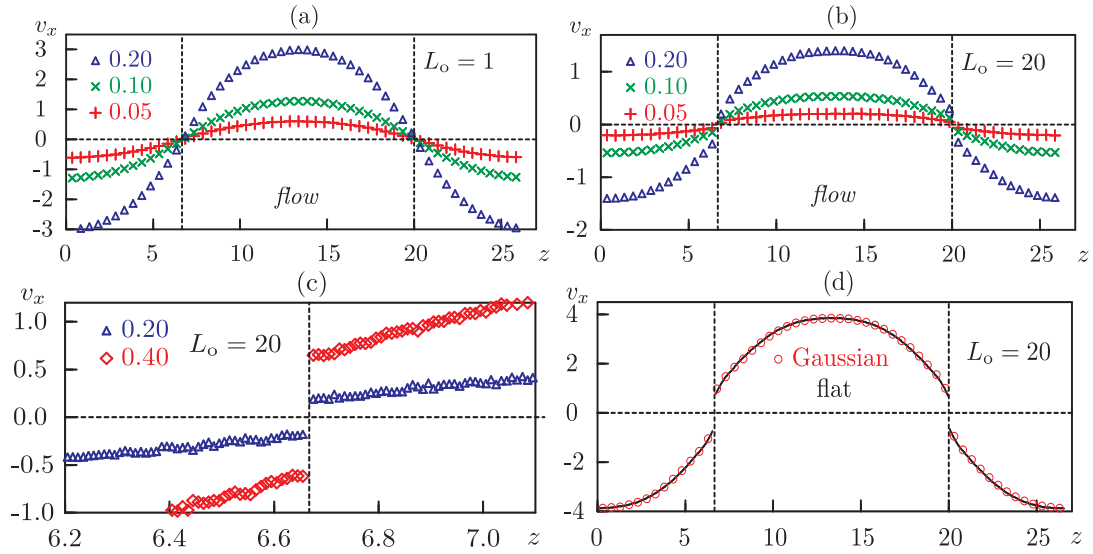 (a)
v_x
3
2
1
0
-1
-2
-3
0.20
0.10
0.05
L_o = 1
flow
0 5 10 15 20 25 z
(b)
v_x
1
0
-1
-2
0.20
0.10
0.05
L_o = 20
flow
0 5 10 15 20 25 z
(c)
v_x
1.0
0.5
0.0
-0.5
-1.0
0.20
0.40
L_o = 20
6.2 6.4 6.6 6.8 7.0 z
(d)
v_x
4
2
0
-2
-4
L_o = 20
Gaussian
flat
0 5 10 15 20 25 z